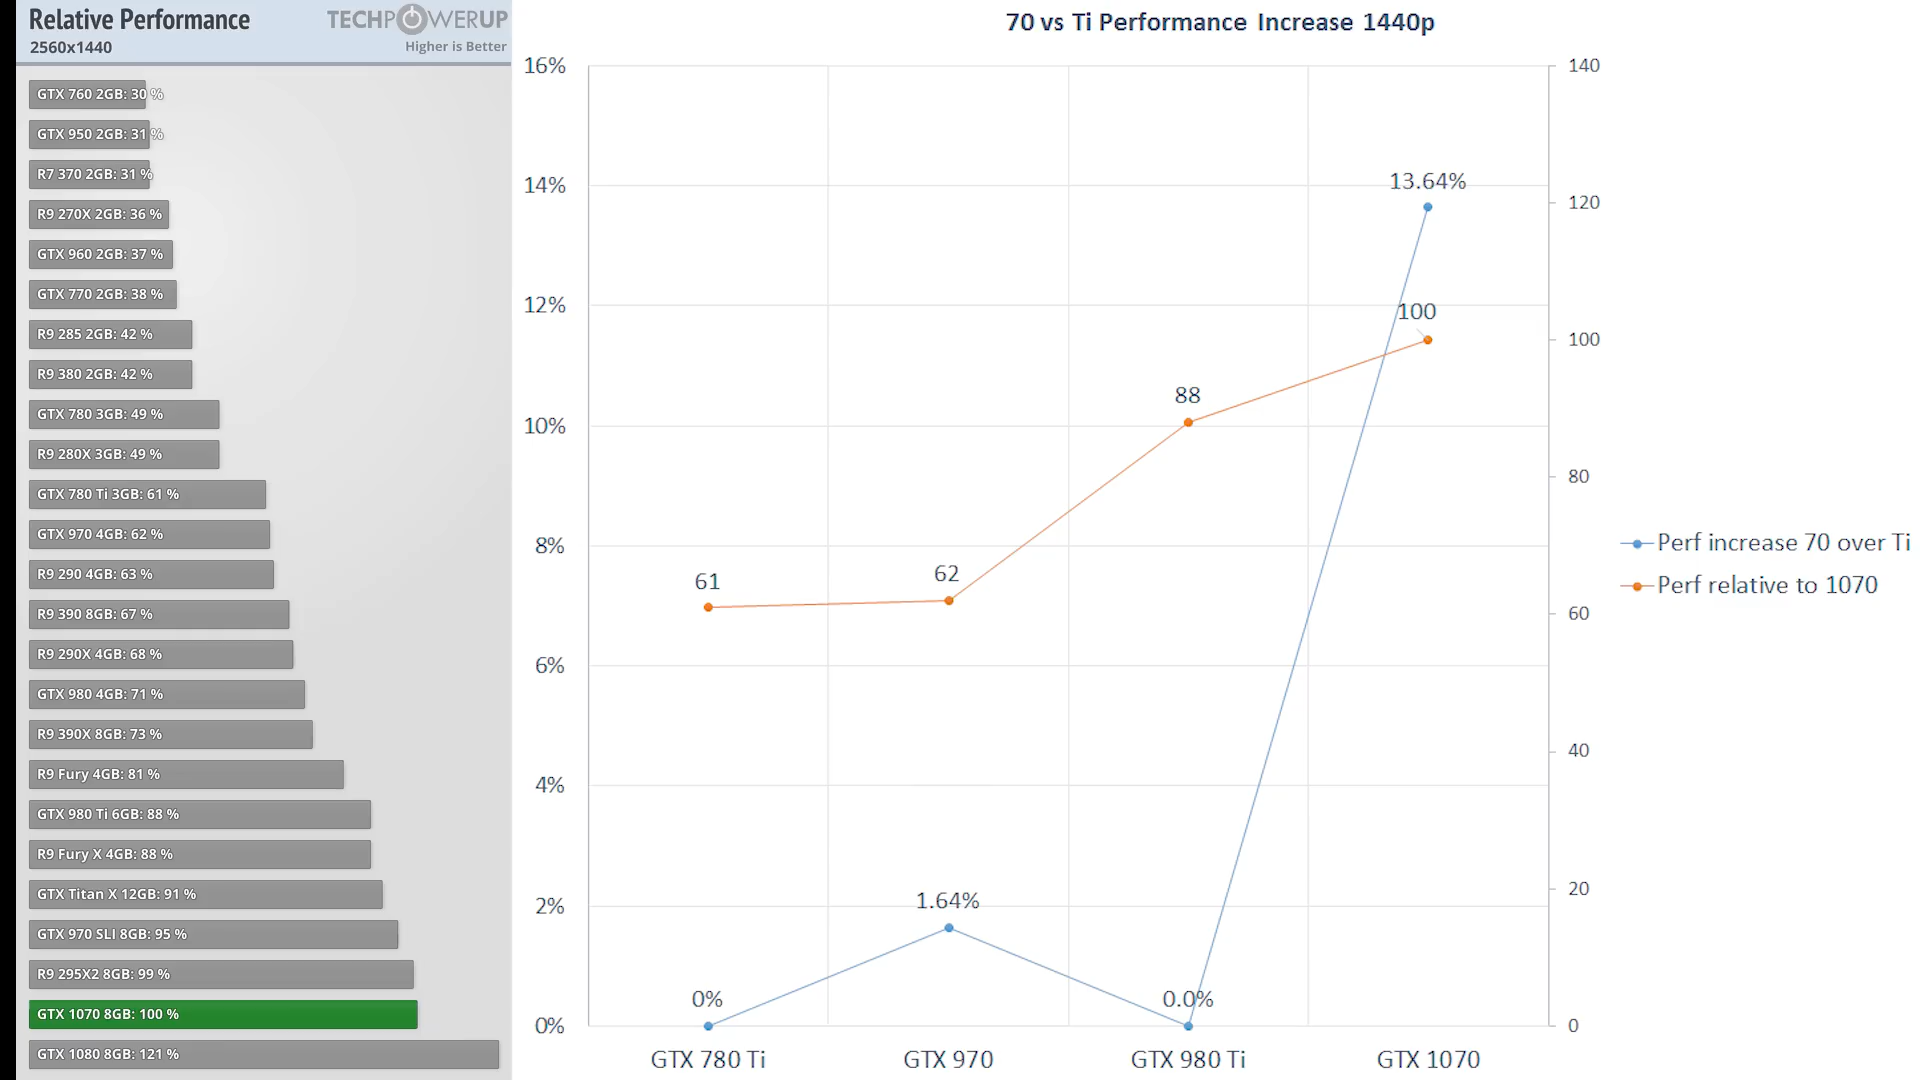 Relative Performance
TECHPOWERUP
2560x1440
Higher is Better
GTX 760 2GB: 30 %
GTX 950 2GB: 31 %
R7 370 2GB: 31 %
R9 270X 2GB: 36 %
GTX 960 2GB: 37 %
GTX 770 2GB: 38 %
R9 285 2GB: 42 %
R9 380 2GB: 42 %
GTX 780 3GB: 49 %
R9 280X 3GB: 49 %
GTX 780 Ti 3GB: 61 %
GTX 970 4GB: 62 %
R9 290 4GB: 63 %
R9 390 8GB: 67 %
R9 290X 4GB: 68 %
GTX 980 4GB: 71 %
R9 390X 8GB: 73 %
R9 Fury 4GB: 81 %
GTX 980 Ti 6GB: 88 %
R9 Fury X 4GB: 88 %
GTX Titan X 12GB: 91 %
GTX 970 SLI 8GB: 95 %
R9 295X2 8GB: 99 %
GTX 1070 8GB: 100 %
GTX 1080 8GB: 121 %
70 vs Ti Performance Increase 1440p
16%
14%
12%
10%
8%
6%
4%
2%
0%
13.64%
100
88
61
62
1.64%
0%
0.0%
140
120
100
80
60
40
20
0
GTX 780 Ti
GTX 970
GTX 980 Ti
GTX 1070
Perf increase 70 over Ti
Perf relative to 1070